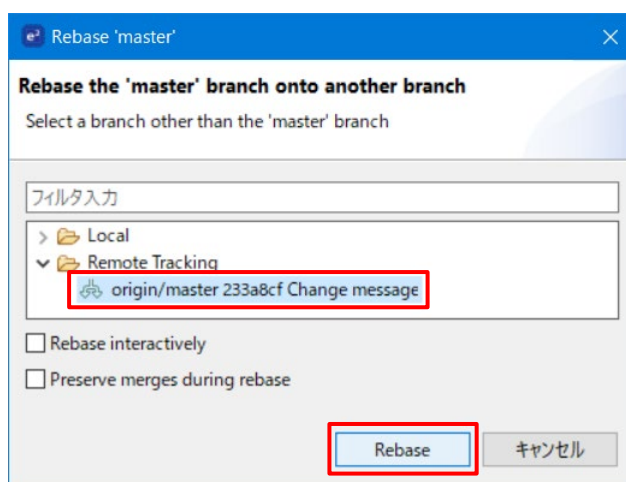 e² Rebase 'master'
Rebase the 'master' branch onto another branch
Select a branch other than the 'master' branch
フィルタ入力
Local
Remote Tracking
origin/master 233a8cf Change message
Rebase interactively
Preserve merges during rebase
Rebase キャンセル